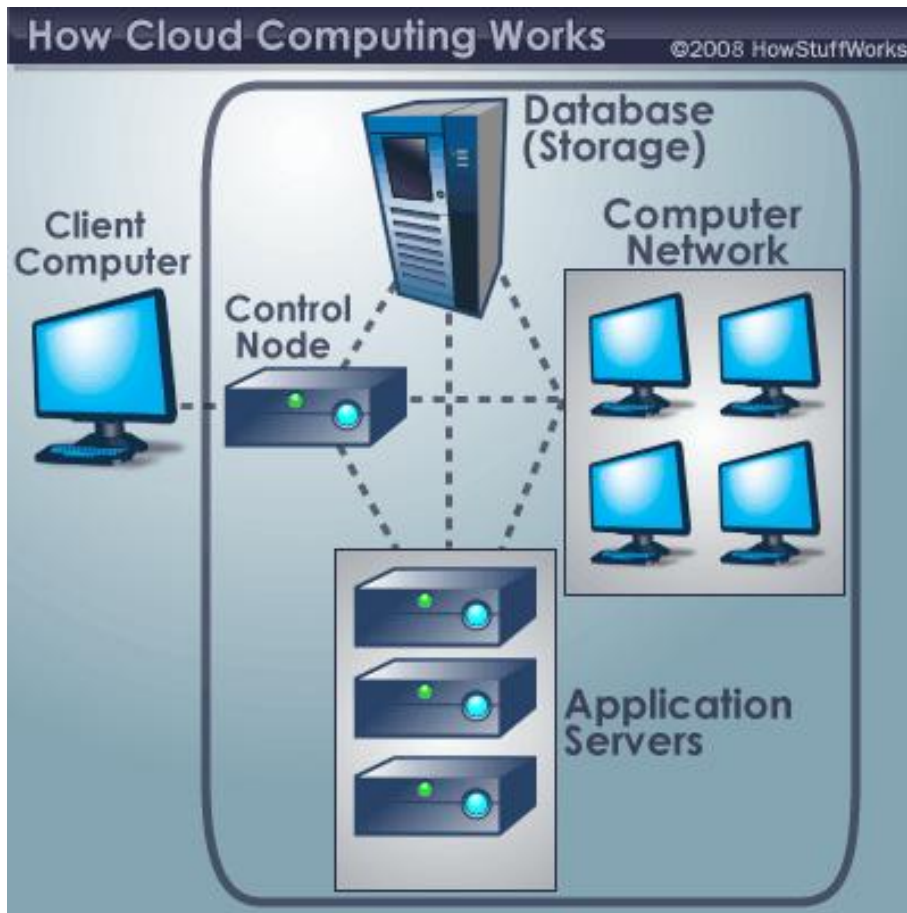 How Cloud Computing Works
©2008 HowStuffWorks
Database
(Storage)
Client
Computer
Computer
Network
Control
Node
Application
Servers